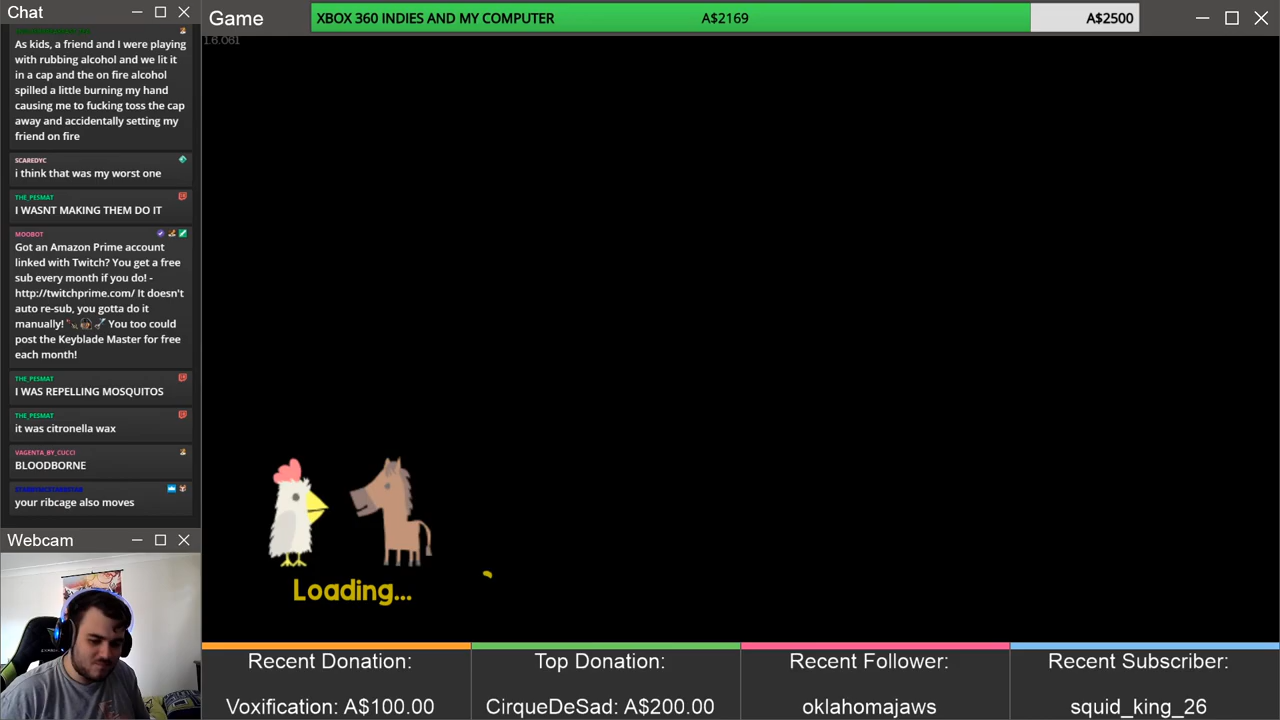 Chat
As kids, a friend and I were playing
with rubbing alcohol and we lit it
in a cap and the on fire alcohol
spilled a little burning my hand
causing me to fucking toss the cap
away and accidentally setting my
friend on fire
SCAREDYC
i think that was my worst one
THE_PESMAT
I WASNT MAKING THEM DO IT
MOOBOT
Got an Amazon Prime account
linked with Twitch? You get a free
sub every month if you do! -
http://twitchprime.com/ It doesn't
auto re-sub, you gotta do it
manually! You too could
post the Keyblade Master for free
each month!
THE_PESMAT
I WAS REPELLING MOSQUITOS
THE_PESMAT
it was citronella wax
VAGENTA_BY_CUCCI
BLOODBORNE
your ribcage also moves
Webcam
Game
XBOX 360 INDIES AND MY COMPUTER A$2169 A$2500
1.6.061
Loading...
Recent Donation:
Voxification: A$100.00
Top Donation:
CirqueDeSad: A$200.00
Recent Follower:
oklahomajaws
Recent Subscriber:
squid_king_26